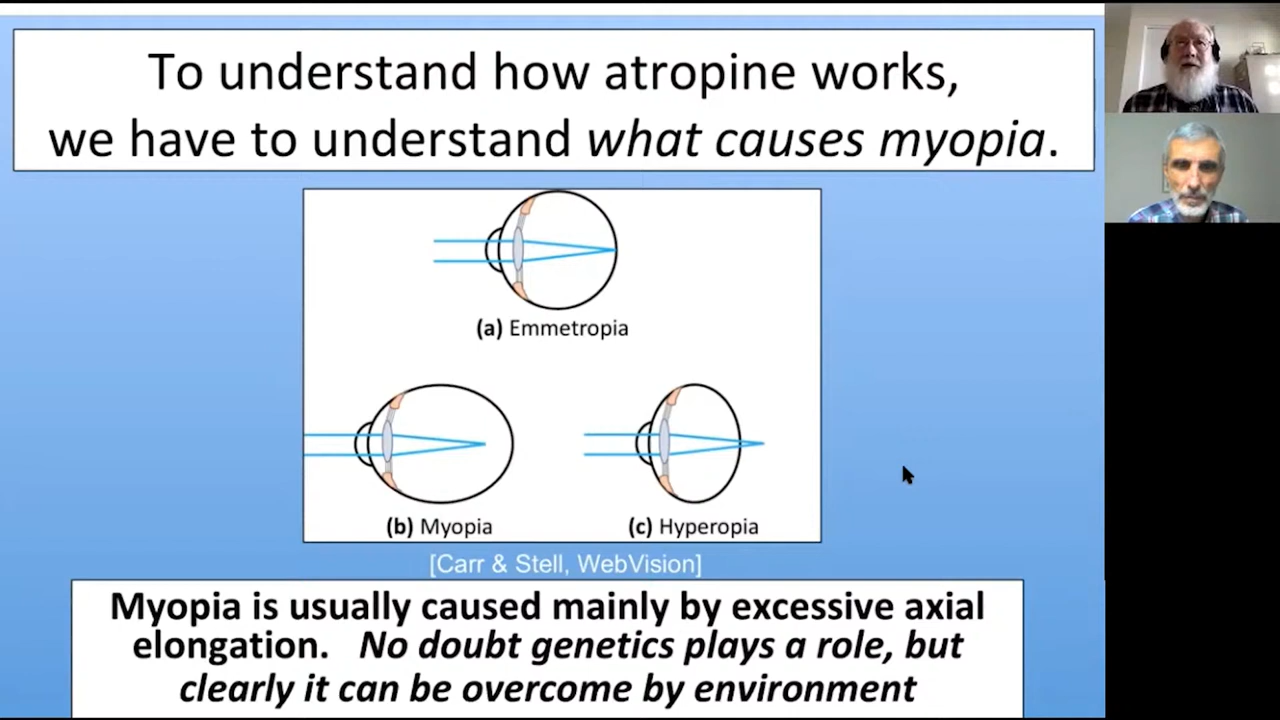 To understand how atropine works,
we have to understand what causes myopia.
(a) Emmetropia
(b) Myopia
(c) Hyperopia
[Carr & Stell, WebVision]
Myopia is usually caused mainly by excessive axial
elongation. No doubt genetics plays a role, but
clearly it can be overcome by environment